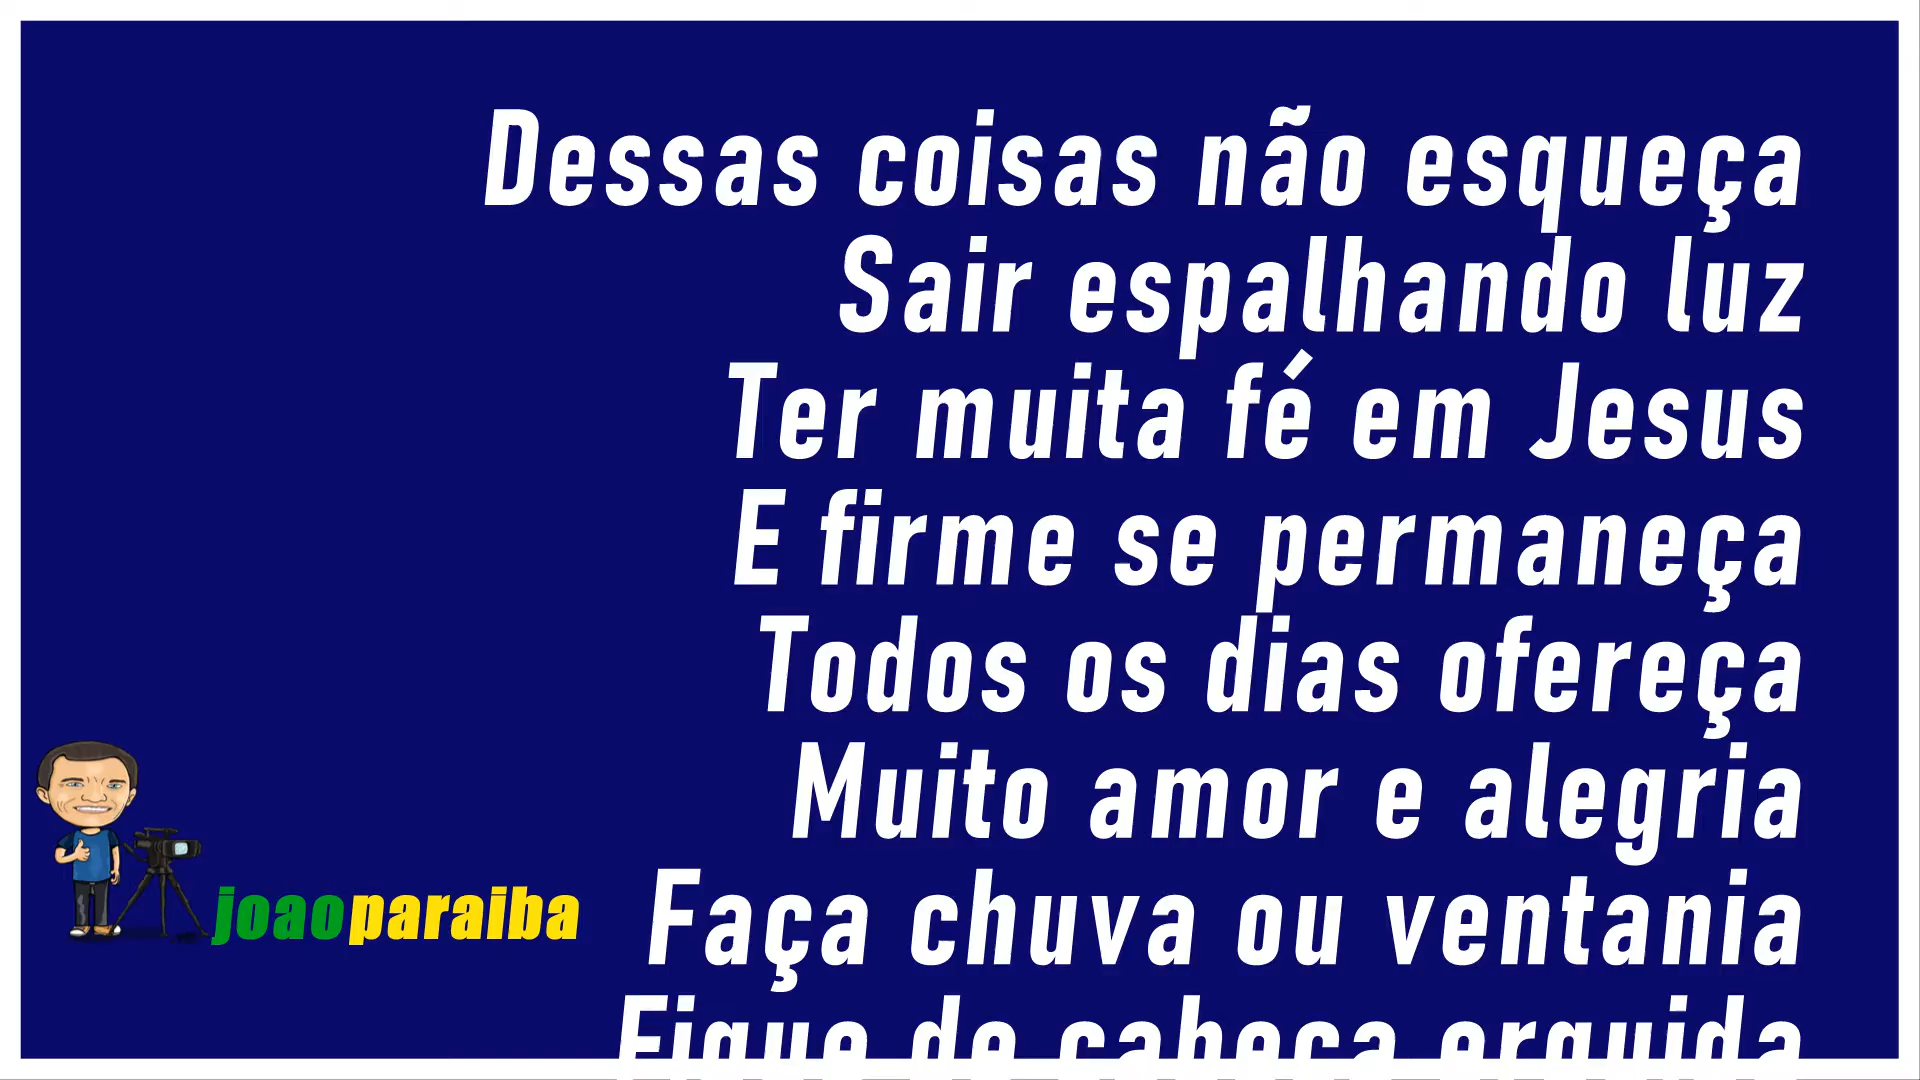 Dessas coisas não esqueça
Sair espalhando luz
Ter muita fé em Jesus
E firme se permaneça
Todos os dias ofereça
Muito amor e alegria
Faça chuva ou ventania
Fique de cabeça erguida
joaoparaiba